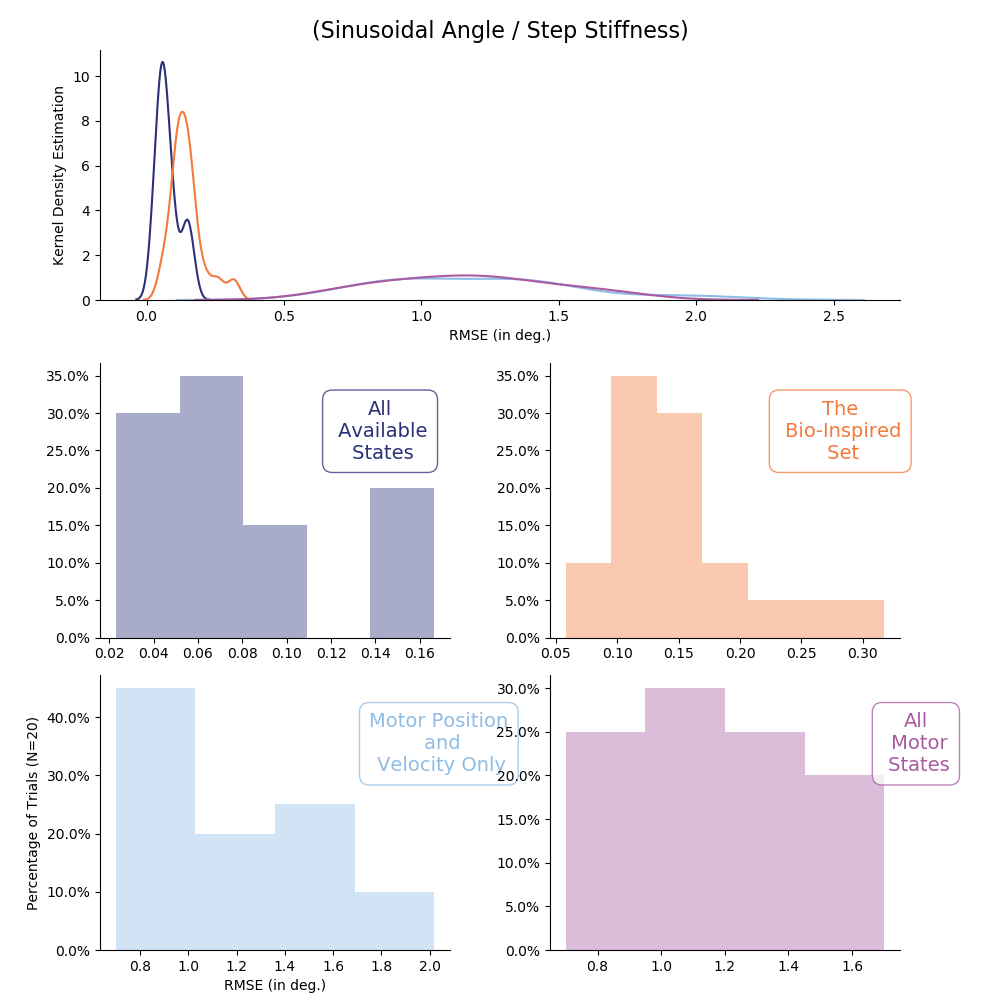 (Sinusoidal Angle / Step Stiffness)
Kernel Density Estimation
10
8
6
4
2
0
0.0 0.5 1.0 1.5 2.0 2.5
RMSE (in deg.)
35.0%
30.0%
25.0%
20.0%
15.0%
10.0%
5.0%
0.0%
0.02 0.04 0.06 0.08 0.10 0.12 0.14 0.16
All
Available
States
35.0%
30.0%
25.0%
20.0%
15.0%
10.0%
5.0%
0.0%
0.05 0.10 0.15 0.20 0.25 0.30
The
Bio-Inspired
Set
Percentage of Trials (N=20)
40.0%
30.0%
20.0%
10.0%
0.0%
0.8 1.0 1.2 1.4 1.6 1.8 2.0
RMSE (in deg.)
Motor Position
and
Velocity Only
30.0%
25.0%
20.0%
15.0%
10.0%
5.0%
0.0%
0.8 1.0 1.2 1.4 1.6
All
Motor
States